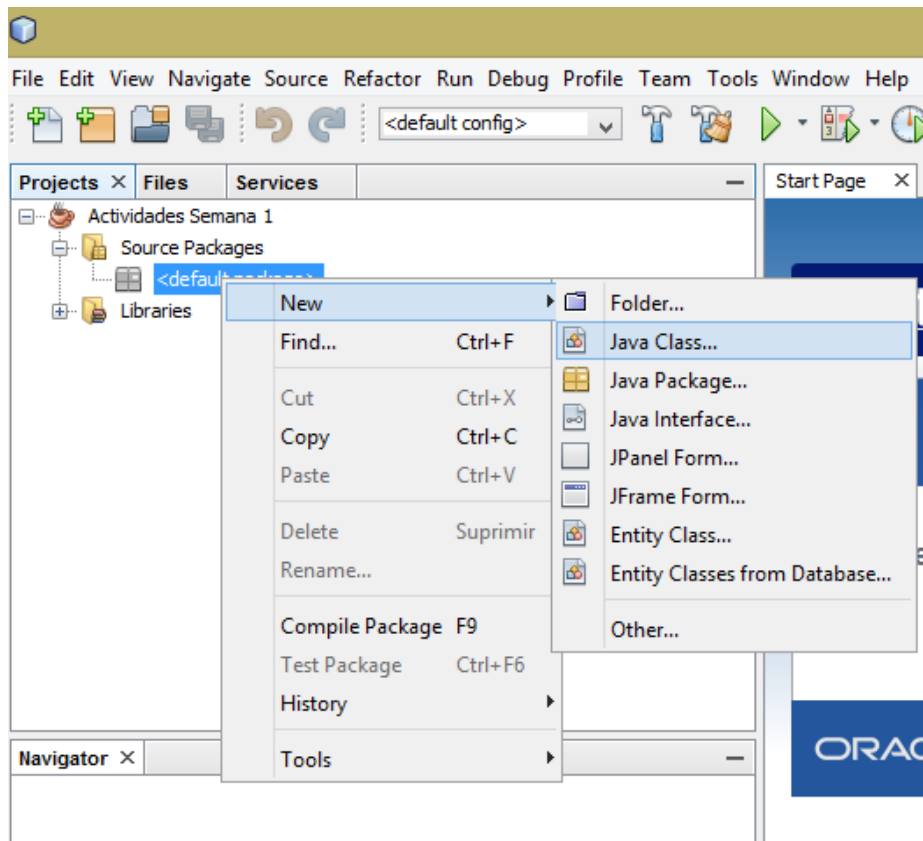 File Edit View Navigate Source Refactor Run Debug Profile Team Tools Window Help
<default config>
Projects Files Services
Start Page
Actividades Semana 1
Source Packages
<default package>
Libraries
New
Find... Ctrl+F
Cut Ctrl+X
Copy Ctrl+C
Paste Ctrl+V
Delete Suprimir
Rename...
Compile Package F9
Test Package Ctrl+F6
History
Tools
Folder...
Java Class...
Java Package...
Java Interface...
JPanel Form...
JFrame Form...
Entity Class...
Entity Classes from Database...
Other...
Navigator
ORAC